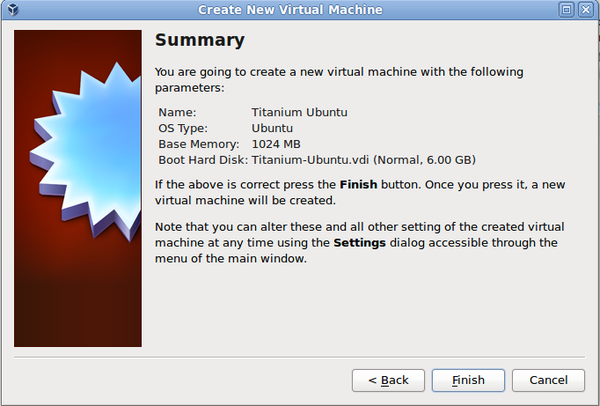 Create New Virtual Machine
Summary
You are going to create a new virtual machine with the following
parameters:
Name: Titanium Ubuntu
OS Type: Ubuntu
Base Memory: 1024 MB
Boot Hard Disk: Titanium-Ubuntu.vdi (Normal, 6.00 GB)
If the above is correct press the Finish button. Once you press it, a new
virtual machine will be created.
Note that you can alter these and all other setting of the created virtual
machine at any time using the Settings dialog accessible through the
menu of the main window.
< Back Finish Cancel